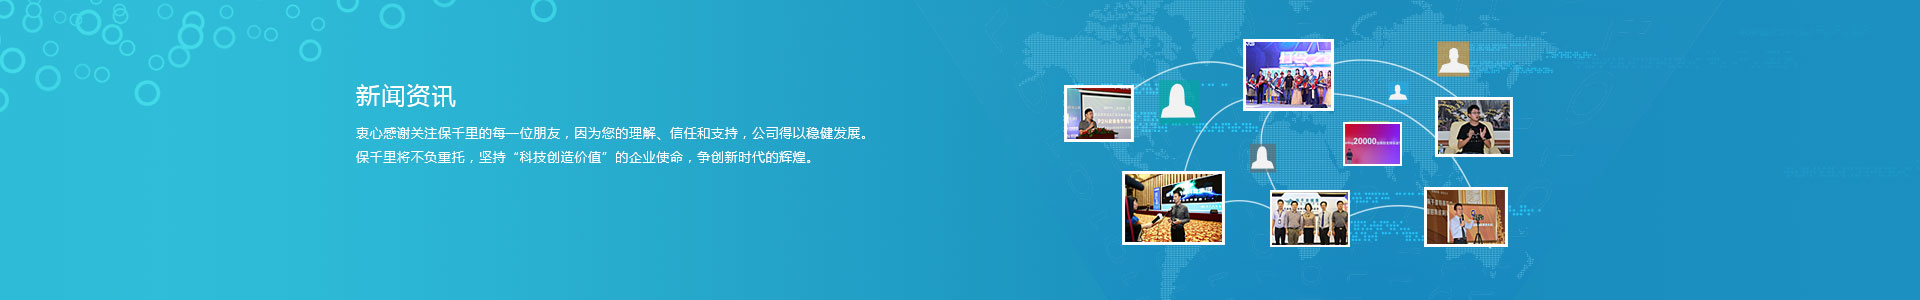 新闻资讯
衷心感谢关注保千里的每一位朋友，因为您的理解、信任和支持，公司得以稳健发展。
保千里将不负重托，坚持“科技创造价值”的企业使命，争创新时代的辉煌。
20000